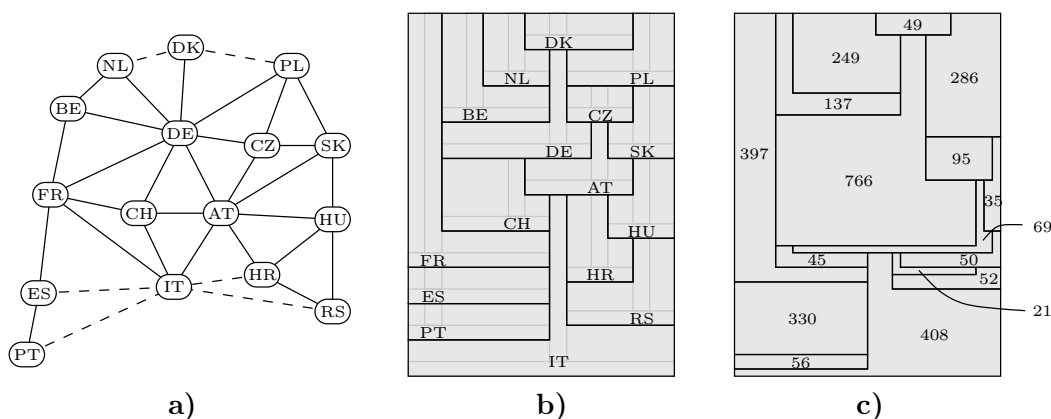 DK
NL
PL
BE
DE
CZ
SK
FR
CH
AT
HU
HR
ES
IT
RS
PT
a)
DK
NL
PL
BE
CZ
DE
SK
AT
CH
HU
FR
HR
ES
RS
PT
IT
b)
49
249
286
137
397
95
766
35
69
45
50
52
21
330
408
56
c)